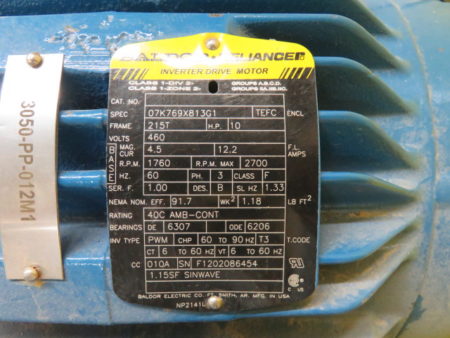 BALDOR·RELIANCE
INVERTER DRIVE MOTOR
CLASS 1-DIV 2- GROUPS A,B,C,D
CLASS 1-ZONE 2-
CAT. NO.
SPEC 07K769X813G1 TEFC ENCL
FRAME 215T H.P. 10
VOLTS 460
MAG. CUR 4.5 12.2 F.L. AMPS
BASE R.P.M. 1760 R.P.M. MAX 2700
HZ 60 PH. 3 CLASS F
SER. F. 1.00 DES. B SL HZ 1.33
NEMA NOM. EFF. 91.7 WK² 1.18 LB FT²
RATING 40C AMB-CONT
BEARINGS DE 6307 ODE 6206
INV TYPE PWM CHP 60 TO 90 HZ T3 T.CODE
CT 6 TO 60 HZ VT 6 TO 60 HZ
CC 010A SN F1202086454
1.15SF SINWAVE
BALDOR ELECTRIC CO. FT. SMITH, AR. MFG. IN USA
3050-PP-012M1